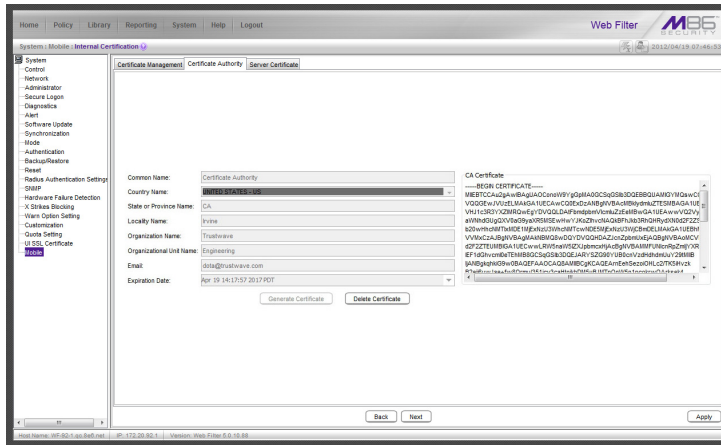 Home Policy Library Reporting System Help Logout
Web Filter
M86
SECURITY
System : Mobile : Internal Certification
2012/04/19 07:46:53
System
Control
Network
Administrator
Secure Logon
Diagnostics
Alert
Software Update
Synchronization
Mode
Authentication
Backup/Restore
Reset
Radius Authentication Settings
SNMP
Hardware Failure Detection
X Strikes Blocking
Warn Option Setting
Customization
Quota Setting
UI SSL Certificate
Mobile
Certificate Management Certificate Authority Server Certificate
Common Name: Certificate Authority
Country Name: UNITED STATES - US
State or Province Name: CA
Locality Name: Irvine
Organization Name: Trustwave
Organizational Unit Name: Engineering
Email: dota@trustwave.com
Expiration Date: Apr 19 14:17:57 2017 PDT
Generate Certificate Delete Certificate
CA Certificate
-----BEGIN CERTIFICATE-----
Back Next
Apply
Host Name: WF-92-1.qc.8e6.net IP: 172.20.92.1 Version: Web Filter 5.0.10.88